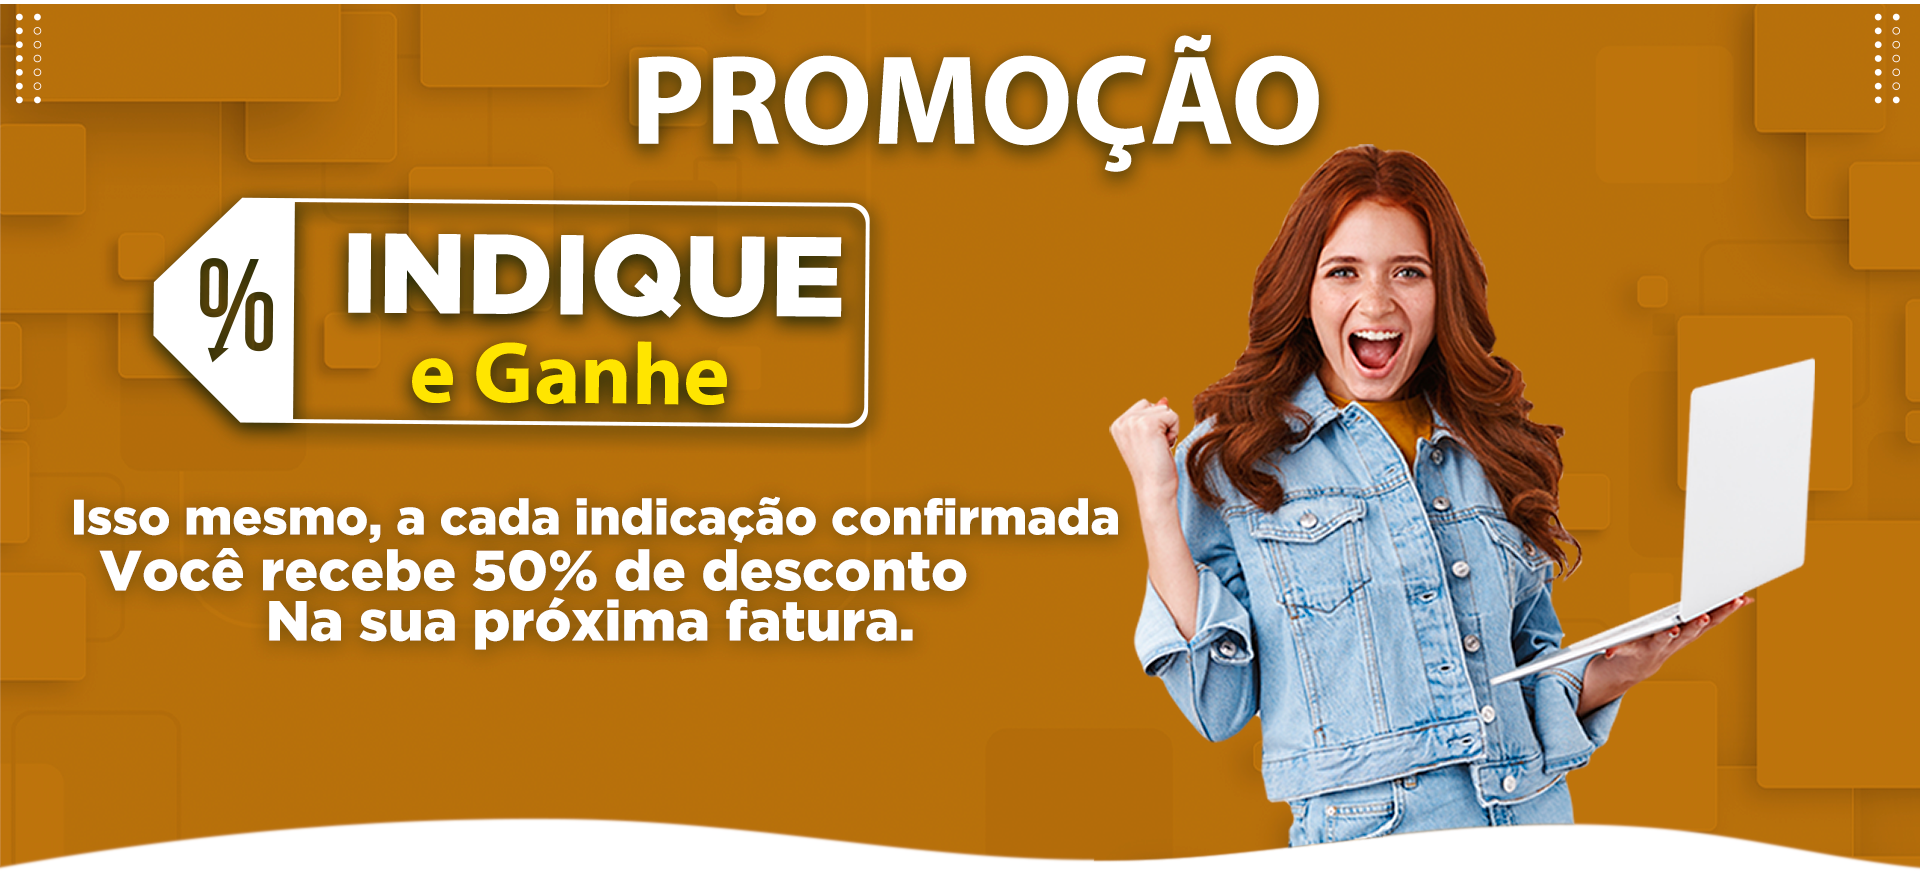 PROMOÇÃO
%
INDIQUE
e Ganhe
Isso mesmo, a cada indicação confirmada
Você recebe 50% de desconto
Na sua próxima fatura.